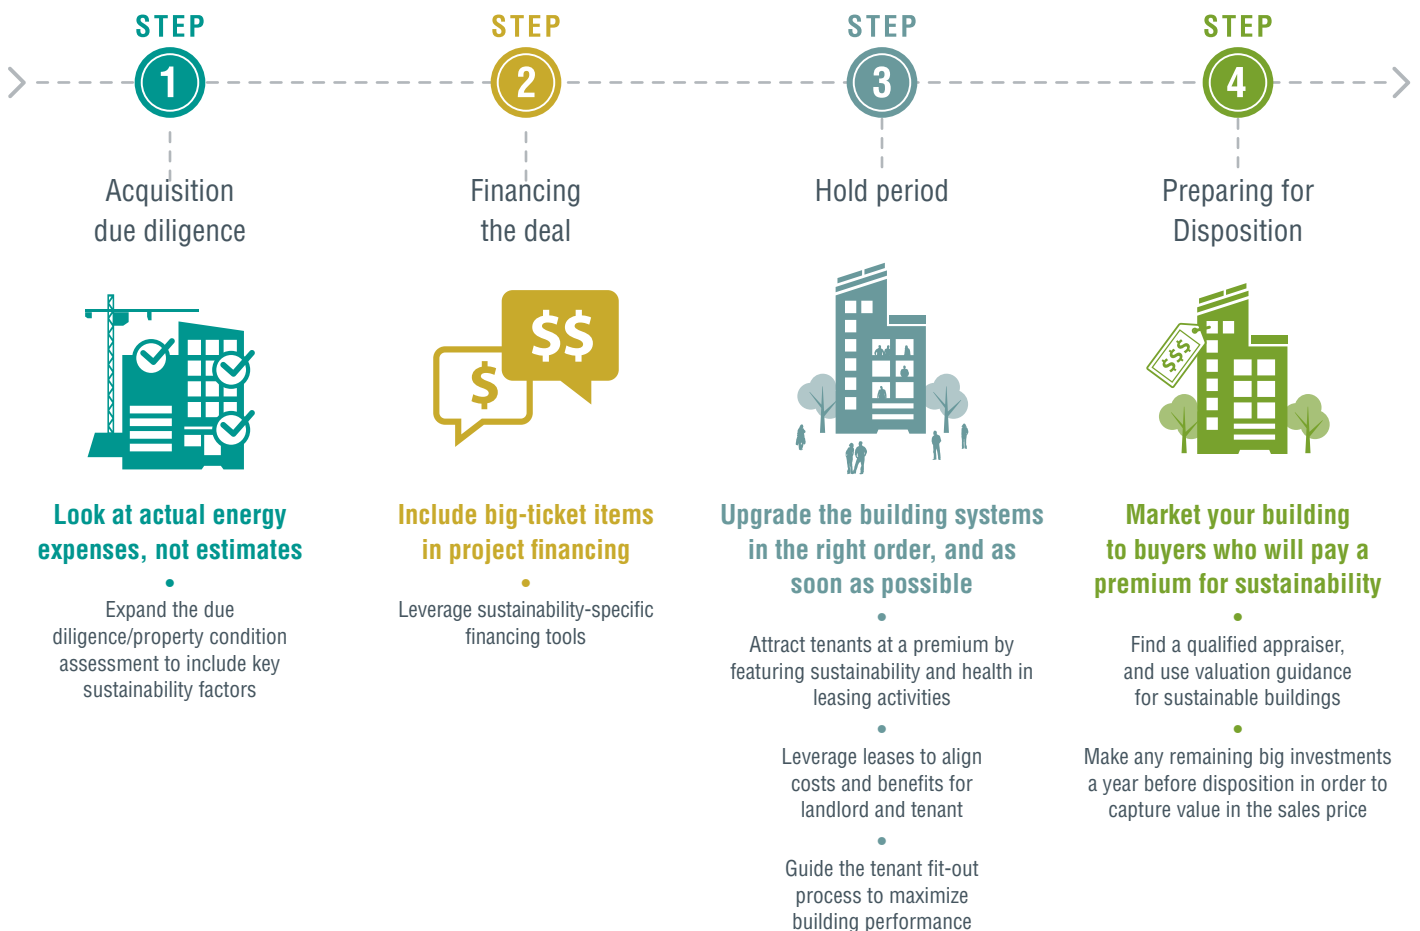 STEP
1
Acquisition
due diligence
Look at actual energy
expenses, not estimates
•
Expand the due
diligence/property condition
assessment to include key
sustainability factors
STEP
2
Financing
the deal
$
$$
Include big-ticket items
in project financing
•
Leverage sustainability-specific
financing tools
STEP
3
Hold period
Upgrade the building systems
in the right order, and as
soon as possible
•
Attract tenants at a premium by
featuring sustainability and health in
leasing activities
•
Leverage leases to align
costs and benefits for
landlord and tenant
•
Guide the tenant fit-out
process to maximize
building performance
STEP
4
Preparing for
Disposition
$$$
Market your building
to buyers who will pay a
premium for sustainability
•
Find a qualified appraiser,
and use valuation guidance
for sustainable buildings
•
Make any remaining big investments
a year before disposition in order to
capture value in the sales price